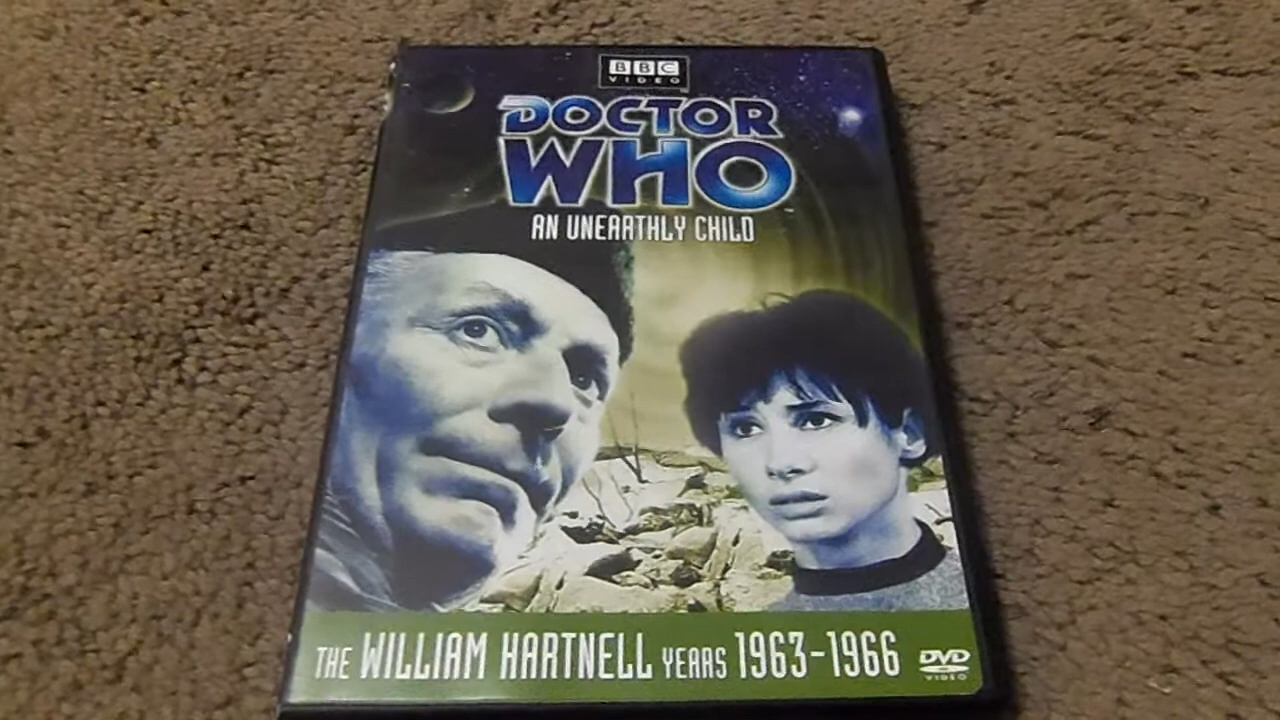 BBC
VIDEO
DOCTOR
WHO
AN UNEARTHLY CHILD
THE WILLIAM HARTNELL YEARS 1963-1966
DVD
VIDEO